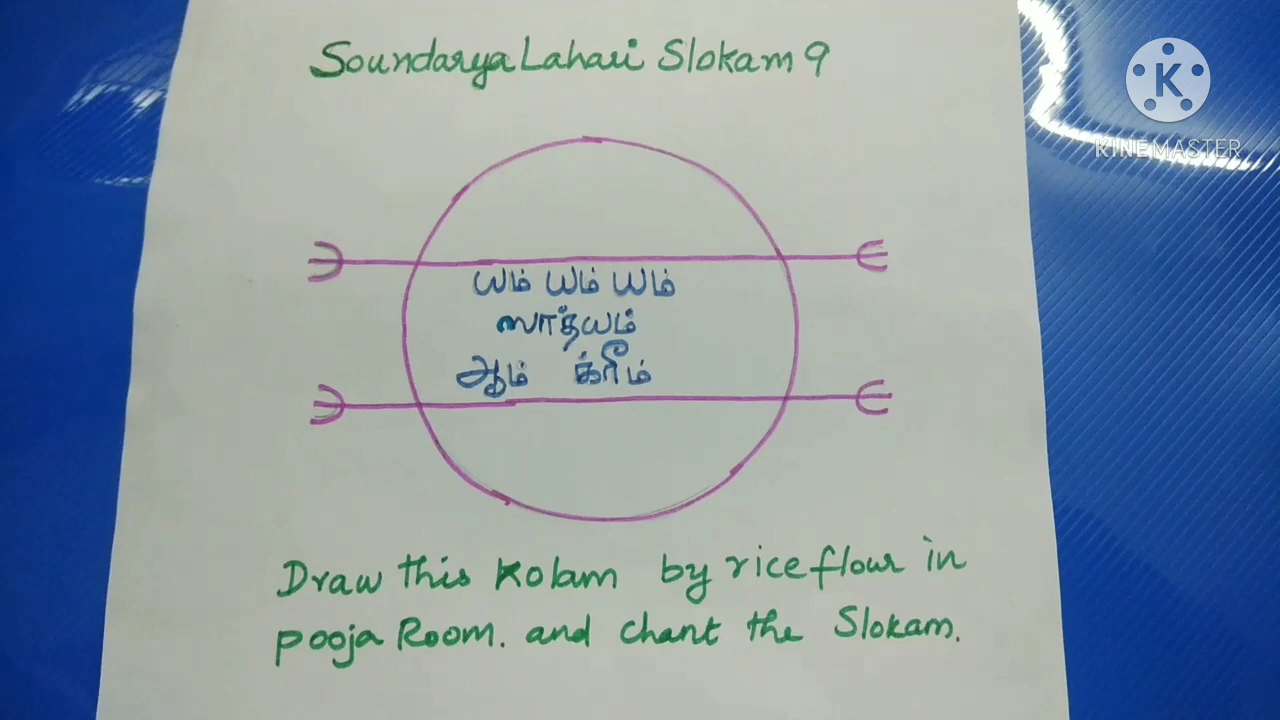 Soundarya Lahari Slokam 9
K
KINEMASTER
யம் யம் யம்
ஸாத்யம்
ஆம் க்ரீம்
Draw this Kolam by rice flour in
pooja Room. and chant the Slokam.